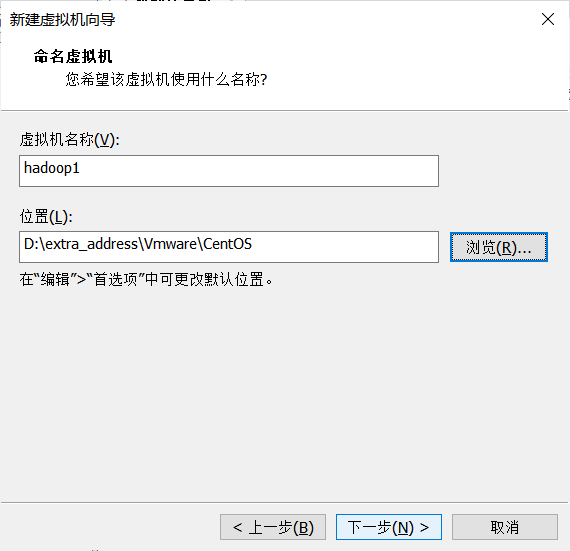 新建虚拟机向导
命名虚拟机
您希望该虚拟机使用什么名称?
虚拟机名称(V):
hadoop1
位置(L):
D:\extra_address\Vmware\CentOS
浏览(R)...
在“编辑”>“首选项”中可更改默认位置。
< 上一步(B)
下一步(N) >
取消